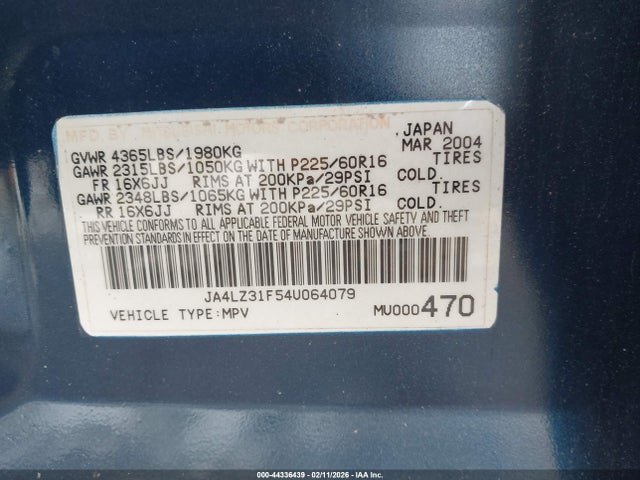 MFD. BY MITSUBISHI MOTORS CORPORATION
JAPAN
GVWR 4365LBS/1980KG MAR 2004
GAWR 2315LBS/1050KG WITH P225/60R16 TIRES
FR 16X6JJ RIMS AT 200KPa/29PSI COLD.
GAWR 2348LBS/1065KG WITH P225/60R16 TIRES
RR 16X6JJ RIMS AT 200KPa/29PSI COLD.
THIS VEHICLE CONFORMS TO ALL APPLICABLE FEDERAL MOTOR VEHICLE SAFETY AND THEFT
PREVENTION STANDARDS IN EFFECT ON THE DATE OF MANUFACTURE SHOWN ABOVE.
JA4LZ31F54U064079
VEHICLE TYPE:MPV MU000470
000-44336439 - 02/11/2026 - IAAI.com